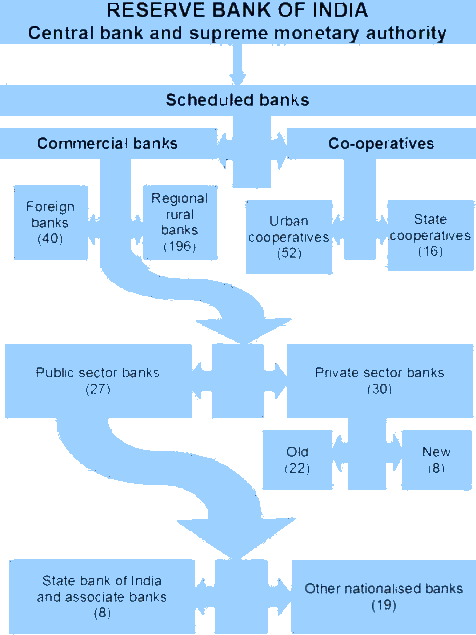 RESERVE BANK OF INDIA
Central bank and supreme monetary authority
Scheduled banks
Commercial banks
Co-operatives
Foreign
banks
(40)
Regional
rural
banks
(196)
Urban
cooperatives
(52)
State
cooperatives
(16)
Public sector banks
(27)
Private sector banks
(30)
Old
(22)
New
(8)
State bank of India
and associate banks
(8)
Other nationalised banks
(19)